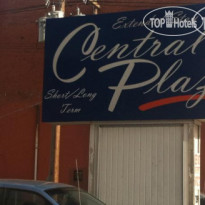 TOP Hotels
Central
Plaz
Short/Long
Term